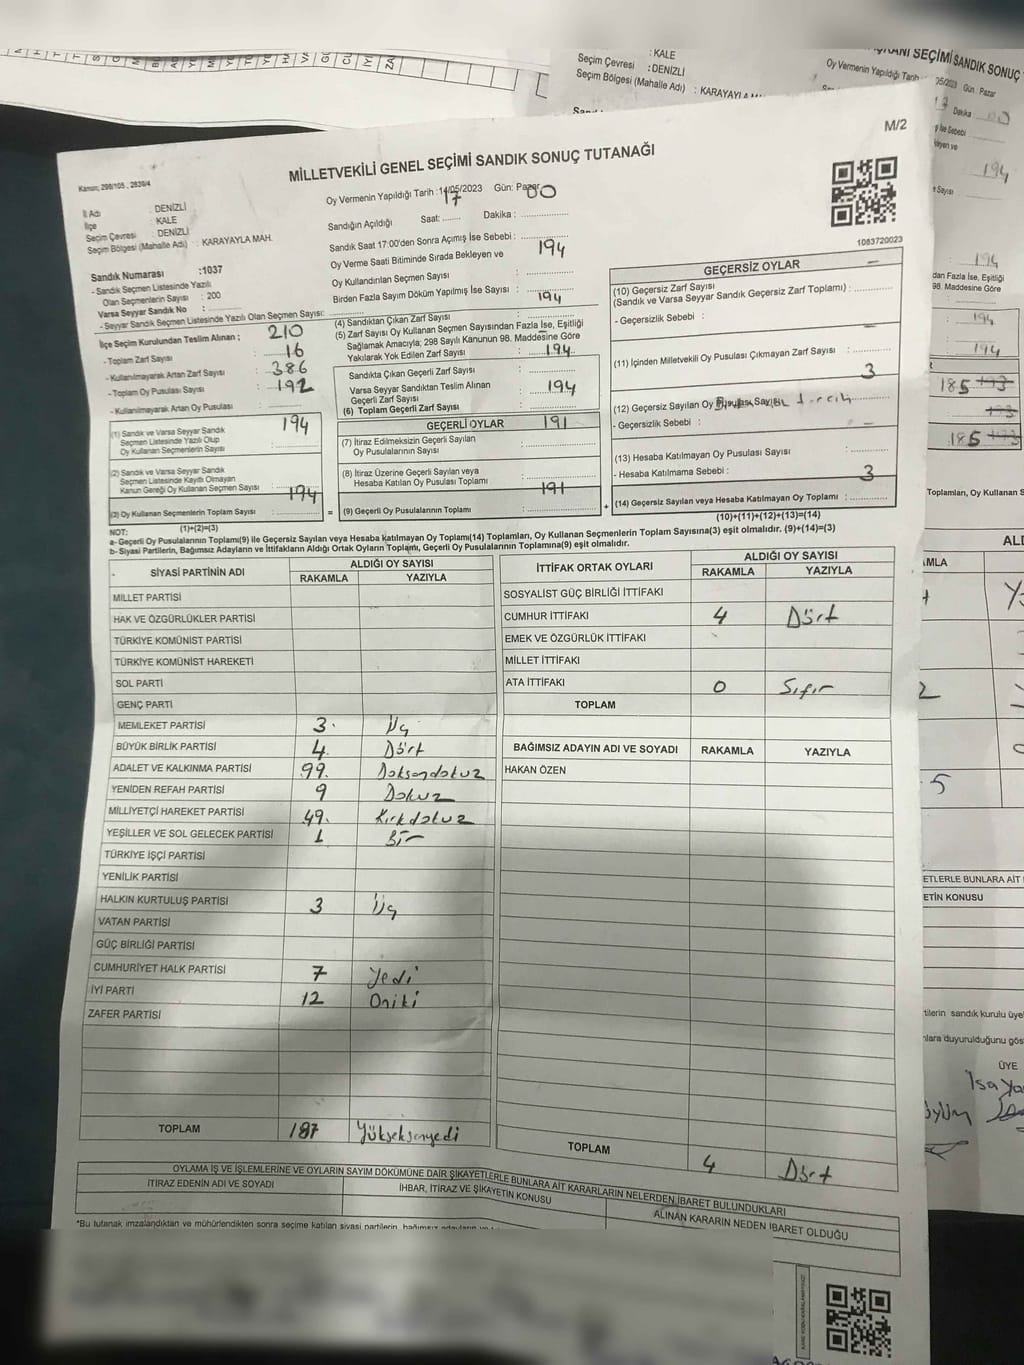 Seçim Çevresi : KALE
Seçim Bölgesi (Mahalle Adı) : DENİZLİ
: KARAYAYLA
SEÇİMİ SANDIK SONUÇ
Oy Vermenin Yapıldığı Tarih
05/2023 Gün: Pazar
M/2
MİLLETVEKİLİ GENEL SEÇİMİ SANDIK SONUÇ TUTANAĞI
Kanun; 298/105 , 2839/4
Oy Vermenin Yapıldığı Tarih :14/05/2023 Gün: Pazar
İl Adı : DENİZLİ
İlçe : KALE
Seçim Çevresi : DENİZLİ
Seçim Bölgesi (Mahalle Adı) : KARAYAYLA MAH.
Sandığın Açıldığı Saat: 17 Dakika : 00
Sandık Saat 17:00'den Sonra Açımış İse Sebebi :
Oy Verme Saati Bitiminde Sırada Bekleyen ve
Oy Kullandırılan Seçmen Sayısı : 194
Birden Fazla Sayım Döküm Yapılmış İse Sayısı :
1083720023
Sandık Numarası :1037
- Sandık Seçmen Listesinde Yazılı
Olan Seçmenlerin Sayısı : 200
Varsa Seyyar Sandık No :
- Seyyar Sandık Seçmen Listesinde Yazılı Olan Seçmen Sayısı:
İlçe Seçim Kurulundan Teslim Alınan ;
- Toplam Zarf Sayısı : 210
- Kullanılmayarak Artan Zarf Sayısı : 16
- Toplam Oy Pusulası Sayısı : 386
- Kullanılmayarak Artan Oy Pusulası : 192
(1) Sandık ve Varsa Seyyar Sandık
Seçmen Listesinde Yazılı Olup
Oy Kullanan Seçmenlerin Sayısı : 194
(2) Sandık ve Varsa Seyyar Sandık
Seçmen Listesinde Kayıtlı Olmayan
Kanun Gereği Oy Kullanan Seçmen Sayısı :
(3) Oy Kullanan Seçmenlerin Toplam Sayısı : 194
(1)+(2)=(3)
(4) Sandıktan Çıkan Zarf Sayısı : 194
(5) Zarf Sayısı Oy Kullanan Seçmen Sayısından Fazla İse, Eşitliği
Sağlamak Amacıyla; 298 Sayılı Kanunun 98. Maddesine Göre
Yakılarak Yok Edilen Zarf Sayısı :
Sandıkta Çıkan Geçerli Zarf Sayısı : 194
Varsa Seyyar Sandıktan Teslim Alınan
Geçerli Zarf Sayısı :
(6) Toplam Geçerli Zarf Sayısı : 194
GEÇERLİ OYLAR
(7) İtiraz Edilmeksizin Geçerli Sayılan
Oy Pusulasının Sayısı : 191
(8) İtiraz Üzerine Geçerli Sayılan veya
Hesaba Katılan Oy Pusulası Toplamı :
= (9) Geçerli Oy Pusulalarının Toplamı : 191 +
GEÇERSİZ OYLAR
(10) Geçersiz Zarf Sayısı
(Sandık ve Varsa Seyyar Sandık Geçersiz Zarf Toplamı) : —
- Geçersizlik Sebebi :
(11) İçinden Milletvekili Oy Pusulası Çıkmayan Zarf Sayısı : —
(12) Geçersiz Sayılan Oy Pusulası Sayısı : 3
- Geçersizlik Sebebi :
(13) Hesaba Katılmayan Oy Pusulası Sayısı : —
- Hesaba Katılmama Sebebi :
(14) Geçersiz Sayılan veya Hesaba Katılmayan Oy Pusulası Toplamı : 3
(10)+(11)+(12)+(13)=(14)
NOT:
a- Geçerli Oy Pusulalarının Toplamı(9) ile Geçersiz Sayılan veya Hesaba Katılmayan Oy Toplam(14) Toplamları, Oy Kullanan Seçmenlerin Toplam Sayısına(3) eşit olmalıdır. (9)+(14)=(3)
b- Siyasi Partilerin, Bağımsız Adayların ve İttifakların Aldığı Ortak Oyların Toplamı, Geçerli Oy Pusulalarının Toplamına(9) eşit olmalıdır.
SİYASİ PARTİNİN ADI
ALDIĞI OY SAYISI
RAKAMLA YAZIYLA
MİLLET PARTİSİ
HAK VE ÖZGÜRLÜKLER PARTİSİ
TÜRKİYE KOMÜNİST PARTİSİ
TÜRKİYE KOMÜNİST HAREKETİ
SOL PARTİ
GENÇ PARTİ
MEMLEKET PARTİSİ 3 Üç
BÜYÜK BİRLİK PARTİSİ 4 Dört
ADALET VE KALKINMA PARTİSİ 99 Doksandokuz
YENİDEN REFAH PARTİSİ 9 Dokuz
MİLLİYETÇİ HAREKET PARTİSİ 49 Kırkdokuz
YEŞİLLER VE SOL GELECEK PARTİSİ 1 Bir
TÜRKİYE İŞÇİ PARTİSİ
YENİLİK PARTİSİ
HALKIN KURTULUŞ PARTİSİ 3 Üç
VATAN PARTİSİ
GÜÇ BİRLİĞİ PARTİSİ
CUMHURİYET HALK PARTİSİ 7 Yedi
İYİ PARTİ 12 Oniki
ZAFER PARTİSİ
TOPLAM 187 Yükseksenyedi
İTTİFAK ORTAK OYLARI
ALDIĞI OY SAYISI
RAKAMLA YAZIYLA
SOSYALİST GÜÇ BİRLİĞİ İTTİFAKI
CUMHUR İTTİFAKI 4 Dört
EMEK VE ÖZGÜRLÜK İTTİFAKI
MİLLET İTTİFAKI
ATA İTTİFAKI 0 Sıfır
TOPLAM
BAĞIMSIZ ADAYIN ADI VE SOYADI RAKAMLA YAZIYLA
HAKAN ÖZEN
TOPLAM 4 Dört
OYLAMA İŞ VE İŞLEMLERİNE VE OYLARIN SAYIM DÖKÜMÜNE DAİR ŞİKAYETLERLE BUNLARA AİT KARARLARIN NELERDEN İBARET BULUNDUKLARI
İTİRAZ EDENİN ADI VE SOYADI
İHBAR, İTİRAZ VE ŞİKAYETİN KONUSU
ALINAN KARARIN NEDEN İBARET OLDUĞU
*Bu tutanak imzalandıktan ve mühürlendikten sonra seçime katılan siyasi partilerin, bağımsız
Dakika 00
194
194
dan Fazla İse, Eşitliği
98. Maddesine Göre
194
194
185
185
Toplamları, Oy Kullanan S
AMLA
5
ETLERLE BUNLARA AİT
ETİN KONUSU
tilerin sandık kurulu üye
nlara duyurulduğunu gös
ÜYE
İsa